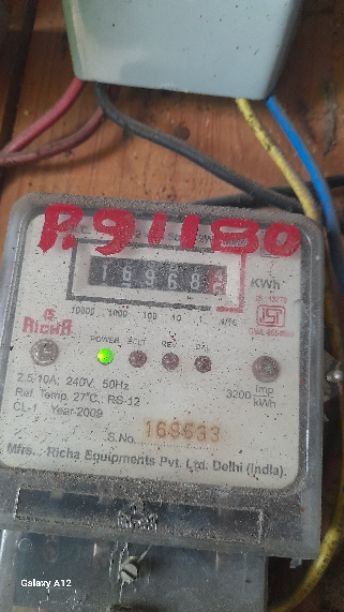 P.91180
16968
KWh
10000 1000 100 10 1 1/10
RICHA
POWER
3200 Imp kWh
2.5-10A, 240V, 50Hz
Ref. Temp. 27°C, RS-12
CL-1 Year-2009
S.No. 169633
Mfrs.: Richa Equipments Pvt. Ltd. Delhi (India).
Galaxy A12